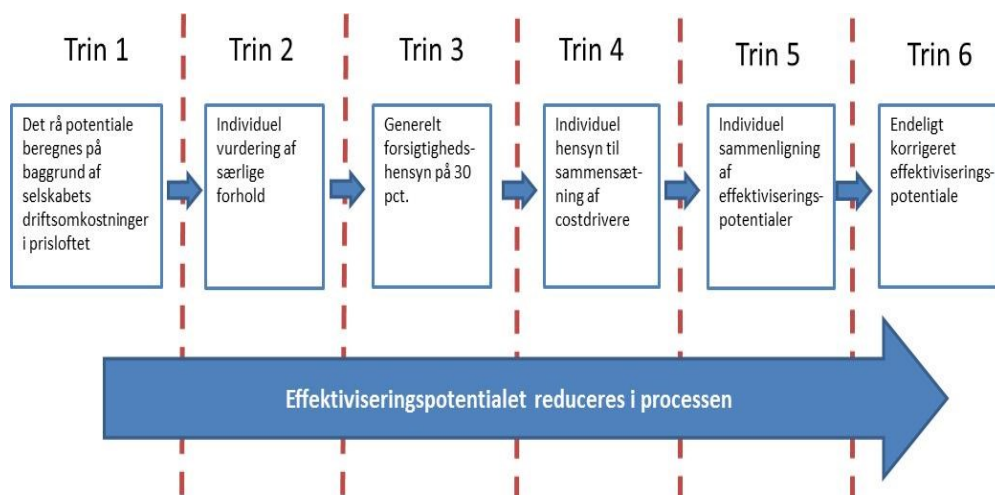 Trin 1
Trin 2
Trin 3
Trin 4
Trin 5
Trin 6
Det rå potentiale
beregnes på
baggrund af
selskabets
driftsomkostninger
i prisloftet
Individuel
vurdering af
særlige
forhold
Generelt
forsigtigheds-
hensyn på 30
pct.
Individuel
hensyn til
sammensæt-
ning af
costdrivere
Individuel
sammenligning
af
effektiviserings-
potentialer
Endeligt
korrigeret
effektiviserings-
potentiale
Effektiviseringspotentialet reduceres i processen